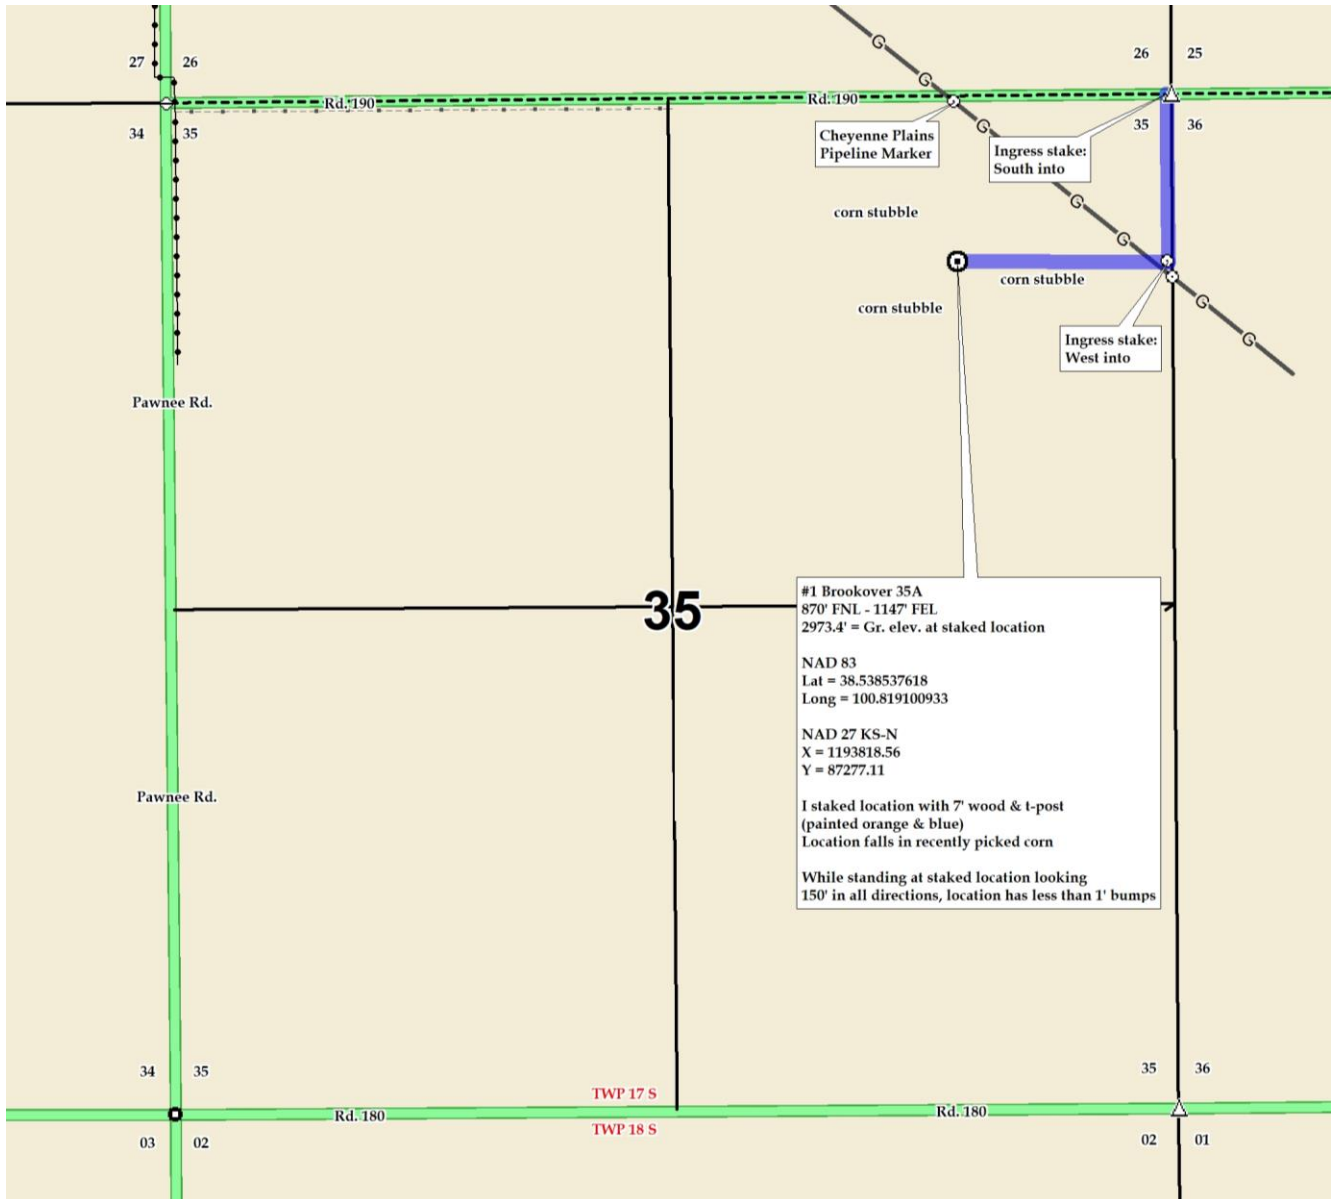 27
26
26
25
G
G
Rd. 190
Rd. 190
34
35
35
36
Cheyenne Plains
Pipeline Marker
G
Ingress stake:
South into
G
corn stubble
G
corn stubble
corn stubble
G
G
Ingress stake:
West into
Pawnee Rd.
35
#1 Brookover 35A
870' FNL - 1147' FEL
2973.4' = Gr. elev. at staked location
NAD 83
Lat = 38.538537618
Long = 100.819100933
NAD 27 KS-N
X = 1193818.56
Y = 87277.11
I staked location with 7' wood & t-post
(painted orange & blue)
Location falls in recently picked corn
While standing at staked location looking
150' in all directions, location has less than 1' bumps
Pawnee Rd.
34
35
35
36
TWP 17 S
Rd. 180
Rd. 180
TWP 18 S
03
02
02
01